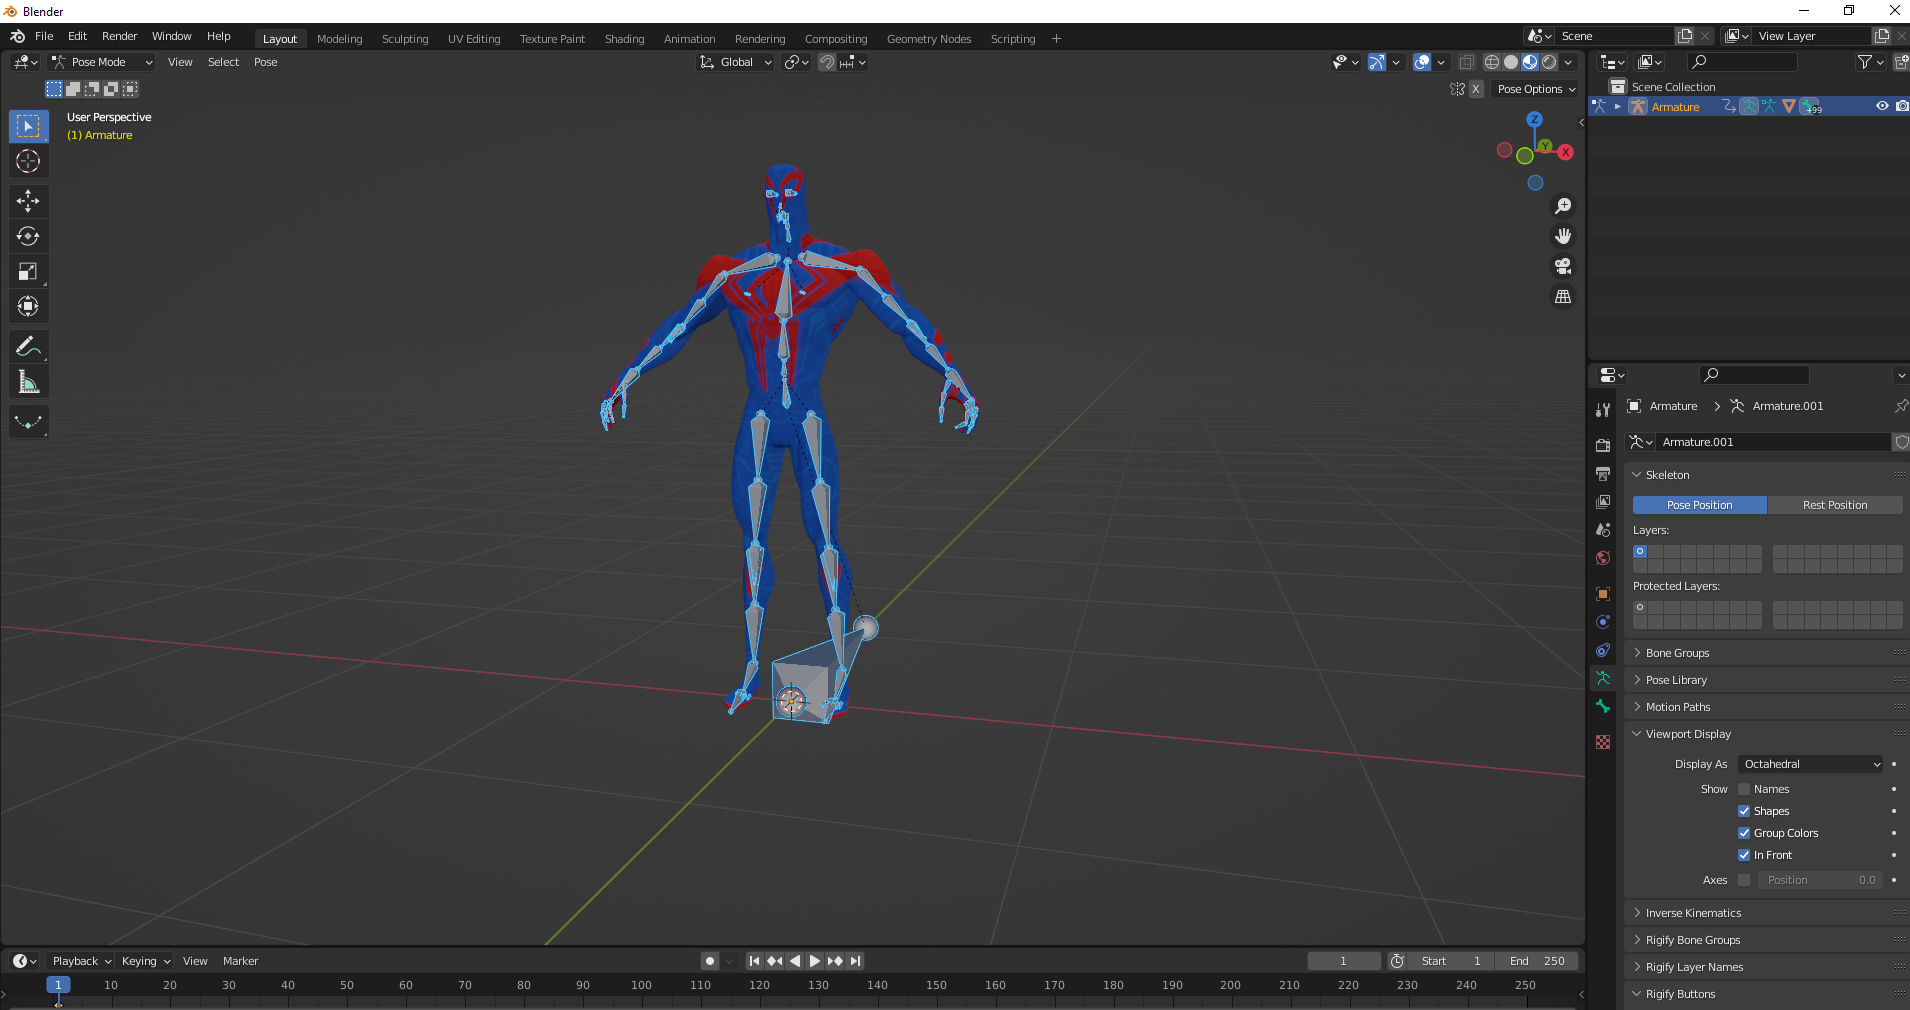 Blender
File Edit Render Window Help Layout Modeling Sculpting UV Editing Texture Paint Shading Animation Rendering Compositing Geometry Nodes Scripting + Scene View Layer
Pose Mode View Select Pose Global
X Pose Options
User Perspective
(1) Armature
Z
Y
X
Scene Collection
Armature +99
Armature > Armature.001
Armature.001
Skeleton
Pose Position Rest Position
Layers:
Protected Layers:
Bone Groups
Pose Library
Motion Paths
Viewport Display
Display As Octahedral
Show Names
Shapes
Group Colors
In Front
Axes Position 0.0
Inverse Kinematics
Rigify Bone Groups
Rigify Layer Names
Rigify Buttons
Playback Keying View Marker 1 Start 1 End 250
1 10 20 30 40 50 60 70 80 90 100 110 120 130 140 150 160 170 180 190 200 210 220 230 240 250